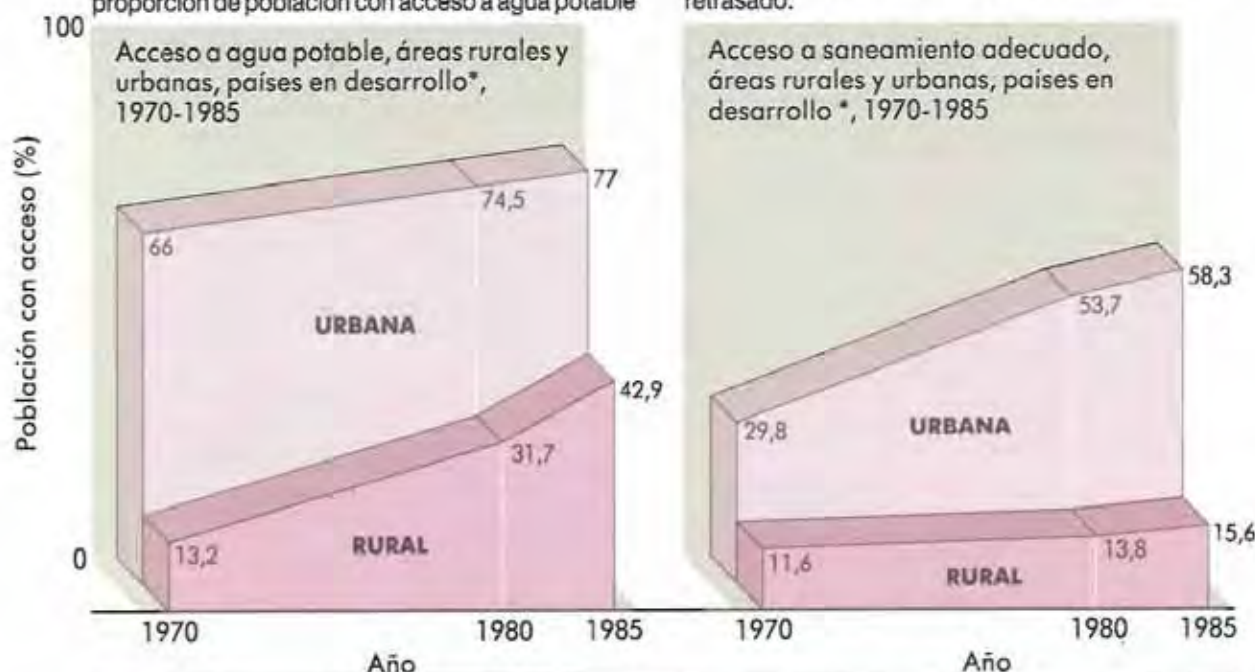 proporción de población con acceso a agua potable
retrasado.
100
Acceso a agua potable, áreas rurales y
urbanas, países en desarrollo*,
1970-1985
Población con acceso (%)
66
74,5
77
URBANA
42,9
31,7
13,2
RURAL
0
1970
1980
1985
Año
Acceso a saneamiento adecuado,
áreas rurales y urbanas, países en
desarrollo *, 1970-1985
58,3
53,7
29,8
URBANA
15,6
13,8
11,6
RURAL
1970
1980
1985
Año